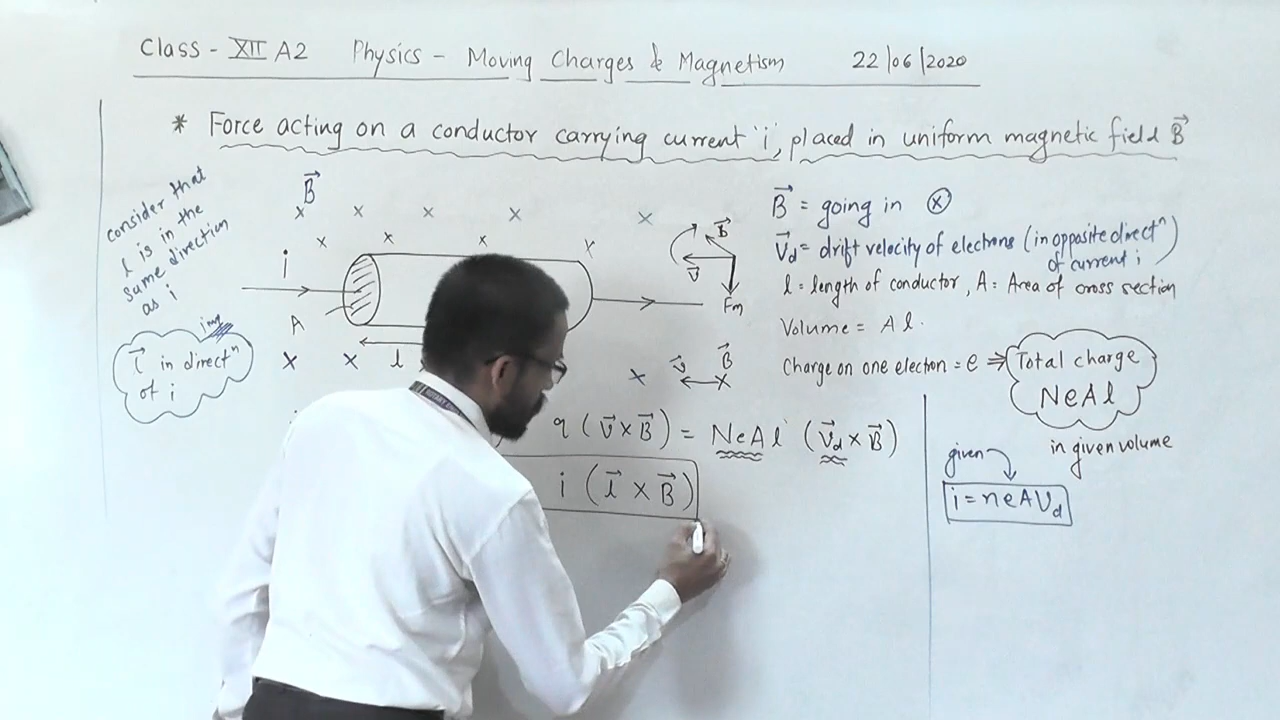 Class - XII A2 Physics - Moving Charges & Magnetism 22/06/2020
* Force acting on a conductor carrying current 'i', placed in uniform magnetic field B⃗
consider that
l is in the
same direction
as i
imp
l⃗ in directⁿ
of i
B⃗
x x x x x
x x x x
i
A
x x l x
B⃗
v⃗
Fm
v⃗ B⃗
B⃗ = going in ⊗
V⃗d = drift velocity of electrons (in opposite directⁿ
of current i)
l = length of conductor, A = Area of cross section
Volume = Al.
Charge on one electron = e ⇒ Total charge
NeAl
in given volume
q (V⃗ x B⃗) = NeAl (V⃗d x B⃗)
i (l⃗ x B⃗)
given
i = neAVd